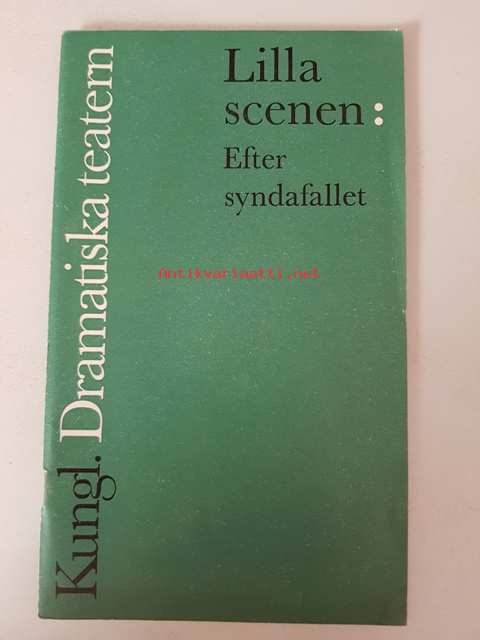 Kungl. Dramatiska teatern
Lilla
scenen:
Efter
syndafallet
Antikvariaatti.net